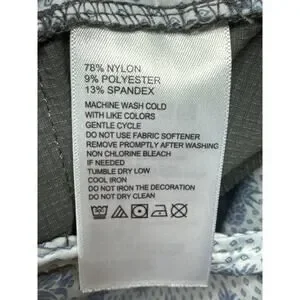 78% NYLON
9% POLYESTER
13% SPANDEX
MACHINE WASH COLD
WITH LIKE COLORS
GENTLE CYCLE
DO NOT USE FABRIC SOFTENER
REMOVE PROMPTLY AFTER WASHING
NON CHLORINE BLEACH
IF NEEDED
TUMBLE DRY LOW
COOL IRON
DO NOT IRON THE DECORATION
DO NOT DRY CLEAN